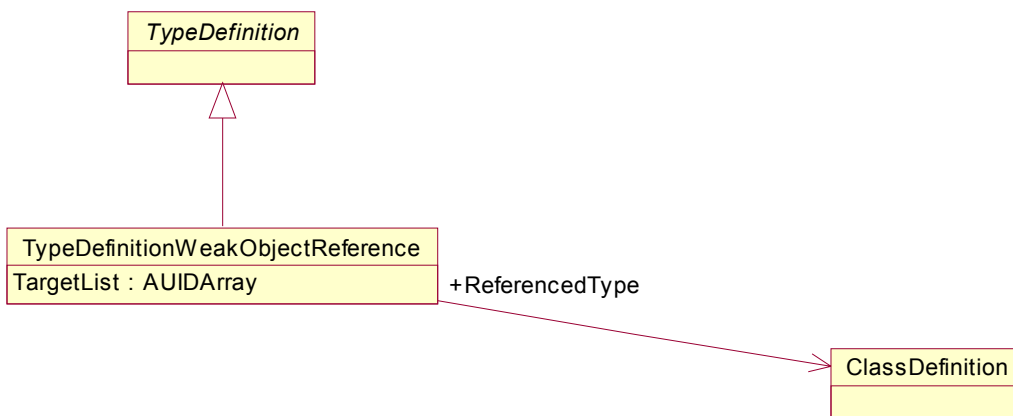 TypeDefinition
TypeDefinitionWeakObjectReference
TargetList : AUIDArray
+ReferencedType
ClassDefinition